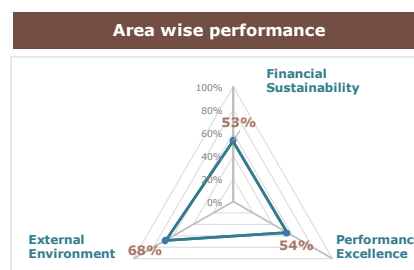 Area wise performance
Financial
Sustainability
100%
80%
60%
40%
20%
0%
53%
External
Environment
68%
54%
Performanc
Excellence